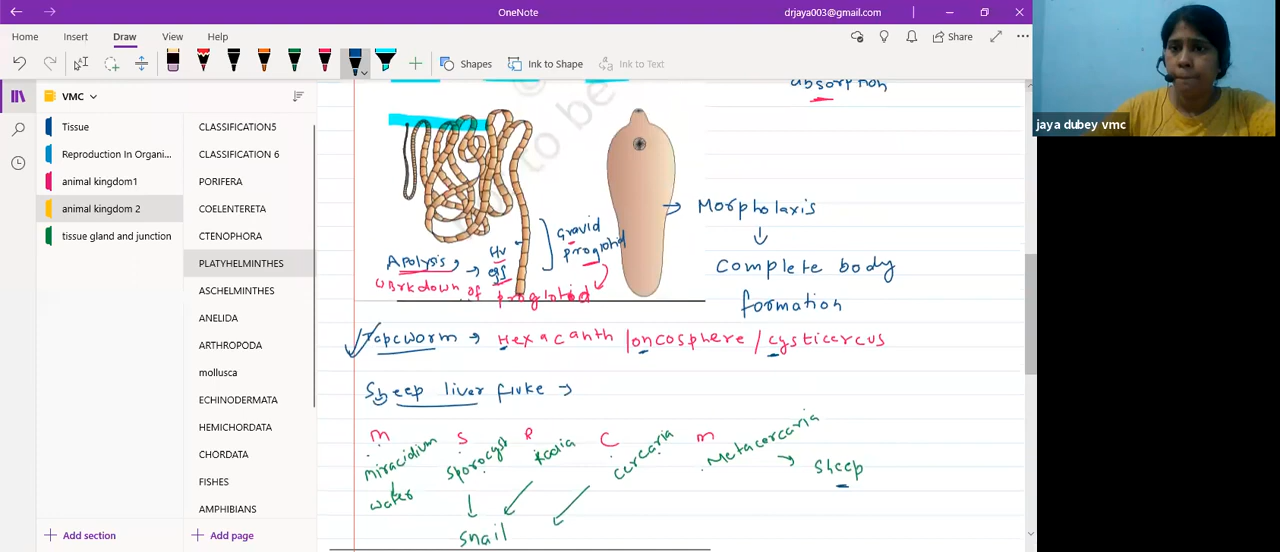 OneNote
drjaya003@gmail.com
Home Insert Draw View Help
Share
Shapes Ink to Shape Ink to Text
VMC
Tissue
Reproduction In Organi...
animal kingdom1
animal kingdom 2
tissue gland and junction
CLASSIFICATION5
CLASSIFICATION 6
PORIFERA
COELENTERETA
CTENOPHORA
PLATYHELMINTHES
ASCHELMINTHES
ANELIDA
ARTHROPODA
mollusca
ECHINODERMATA
HEMICHORDATA
CHORDATA
FISHES
AMPHIBIANS
Add section
Add page
absorption
to be
Morpholaxis
Complete body
formation
Gravid
proglotid
Apolysis
of proglotid
Tapeworm → Hexacanth / oncosphere / cysticercus
Sheep liver fluke →
M S R C M
miracidium sporocyst Redia cercaria Metacercaria
water
sheep
snail
jaya dubey vmc